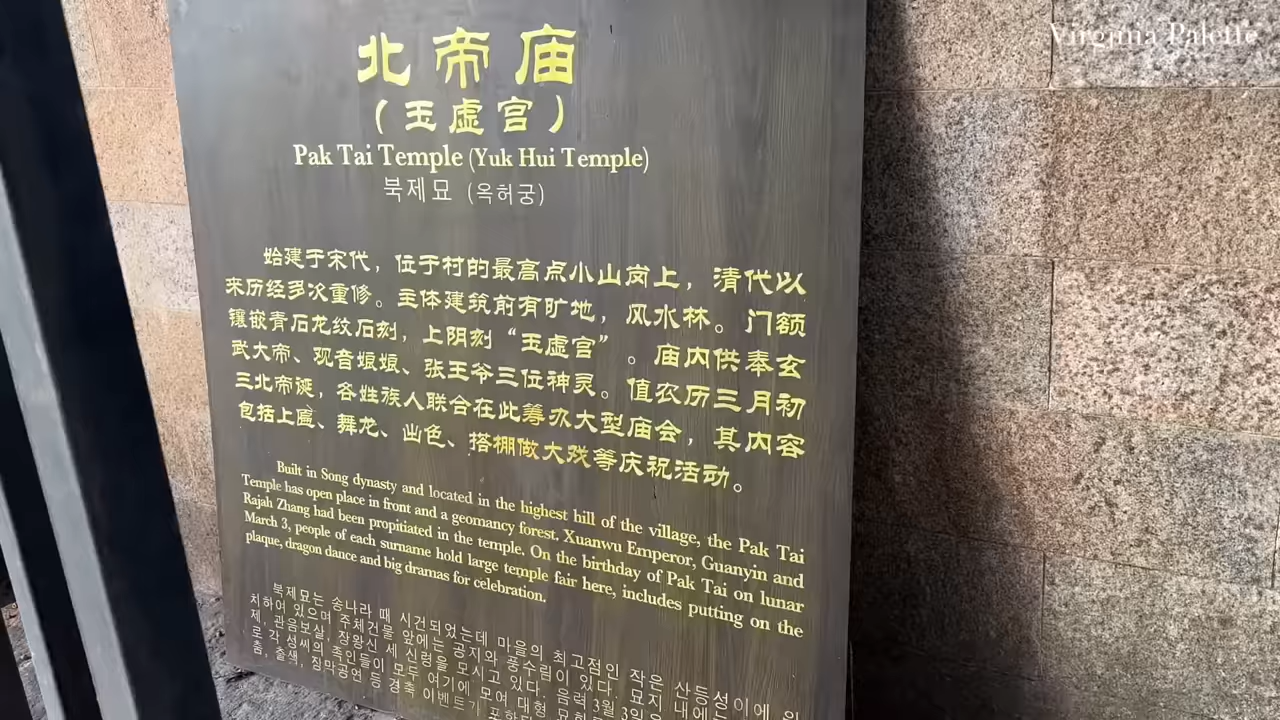 Virginia Palette
北帝庙
（玉虚宫）
Pak Tai Temple (Yuk Hui Temple)
북제묘 (옥허궁)
始建于宋代，位于村的最高点小山岗上，清代以
来历经多次重修。主体建筑前有旷地，风水林。门额
镶嵌青石龙纹石刻，上阴刻“玉虚宫”。庙内供奉玄
武大帝、观音娘娘、张王爷三位神灵。值农历三月初
三北帝诞，各姓族人联合在此筹办大型庙会，其内容
包括上匾、舞龙、出色、搭棚做大戏等庆祝活动。
Built in Song dynasty and located in the highest hill of the village, the Pak Tai
Temple has open place in front and a geomancy forest. Xuanwu Emperor, Guanyin and
Rajah Zhang had been propitiated in the temple. On the birthday of Pak Tai on lunar
March 3, people of each surname hold large temple fair here, includes putting on the
plaque, dragon dance and big dramas for celebration.
북제묘는 송나라 때 시건되었는데 마을의 최고점인 작은 산등성이에 위
치하여 있으며 주체건물 앞에는 공지와 풍수림이 있다. 묘지 내에는
제, 관음보살, 장왕신 세 신령을 모시고 있다. 음력 3월 3일은
로 각 성씨의 족인들이 모두 여기에 모여 대형 묘회
춤, 출색, 장막공연 등 경축 이벤트가